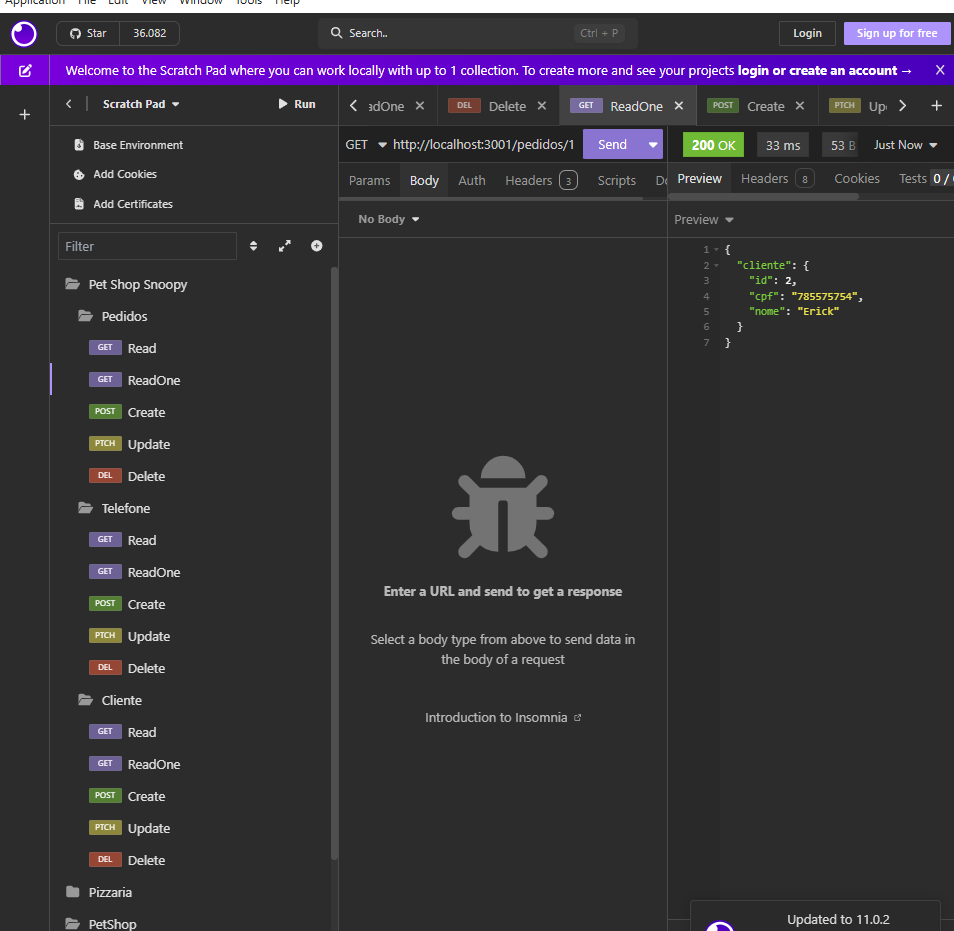 Application File Edit View Window Tools Help
Star 36.082 Search.. Ctrl + P Login Sign up for free
Welcome to the Scratch Pad where you can work locally with up to 1 collection. To create more and see your projects login or create an account → X
Scratch Pad Run
Base Environment
Add Cookies
Add Certificates
Filter
Pet Shop Snoopy
Pedidos
GET Read
GET ReadOne
POST Create
PTCH Update
DEL Delete
Telefone
GET Read
GET ReadOne
POST Create
PTCH Update
DEL Delete
Cliente
GET Read
GET ReadOne
POST Create
PTCH Update
DEL Delete
Pizzaria
PetShop
adOne DEL Delete GET ReadOne POST Create PTCH Up
GET http://localhost:3001/pedidos/1 Send
Params Body Auth Headers 3 Scripts Do
No Body
Enter a URL and send to get a response
Select a body type from above to send data in
the body of a request
Introduction to Insomnia
200 OK 33 ms 53 B Just Now
Preview Headers 8 Cookies Tests 0 /
Preview
1 {
2 "cliente": {
3 "id": 2,
4 "cpf": "785575754",
5 "nome": "Erick"
6 }
7 }
Updated to 11.0.2